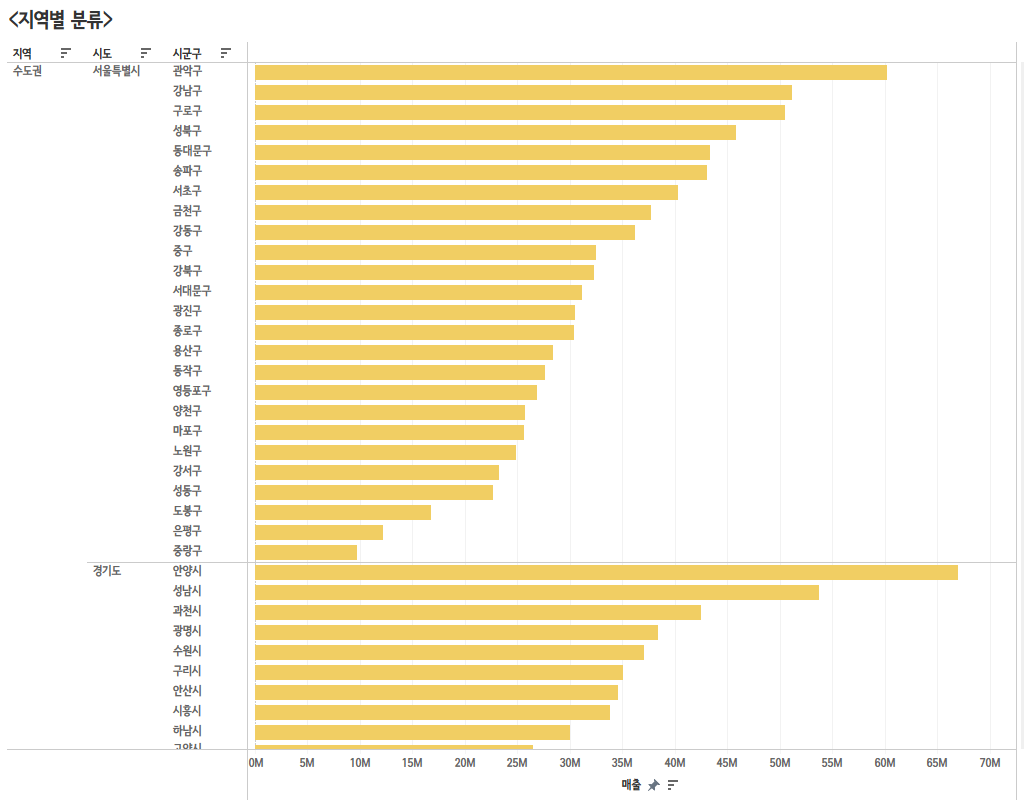 <지역별 분류>
지역 시도 시군구
수도권 서울특별시 관악구
강남구
구로구
성북구
동대문구
송파구
서초구
금천구
강동구
중구
강북구
서대문구
광진구
종로구
용산구
동작구
영등포구
양천구
마포구
노원구
강서구
성동구
도봉구
은평구
중랑구
경기도 안양시
성남시
과천시
광명시
수원시
구리시
안산시
시흥시
하남시
고양시
0M 5M 10M 15M 20M 25M 30M 35M 40M 45M 50M 55M 60M 65M 70M
매출